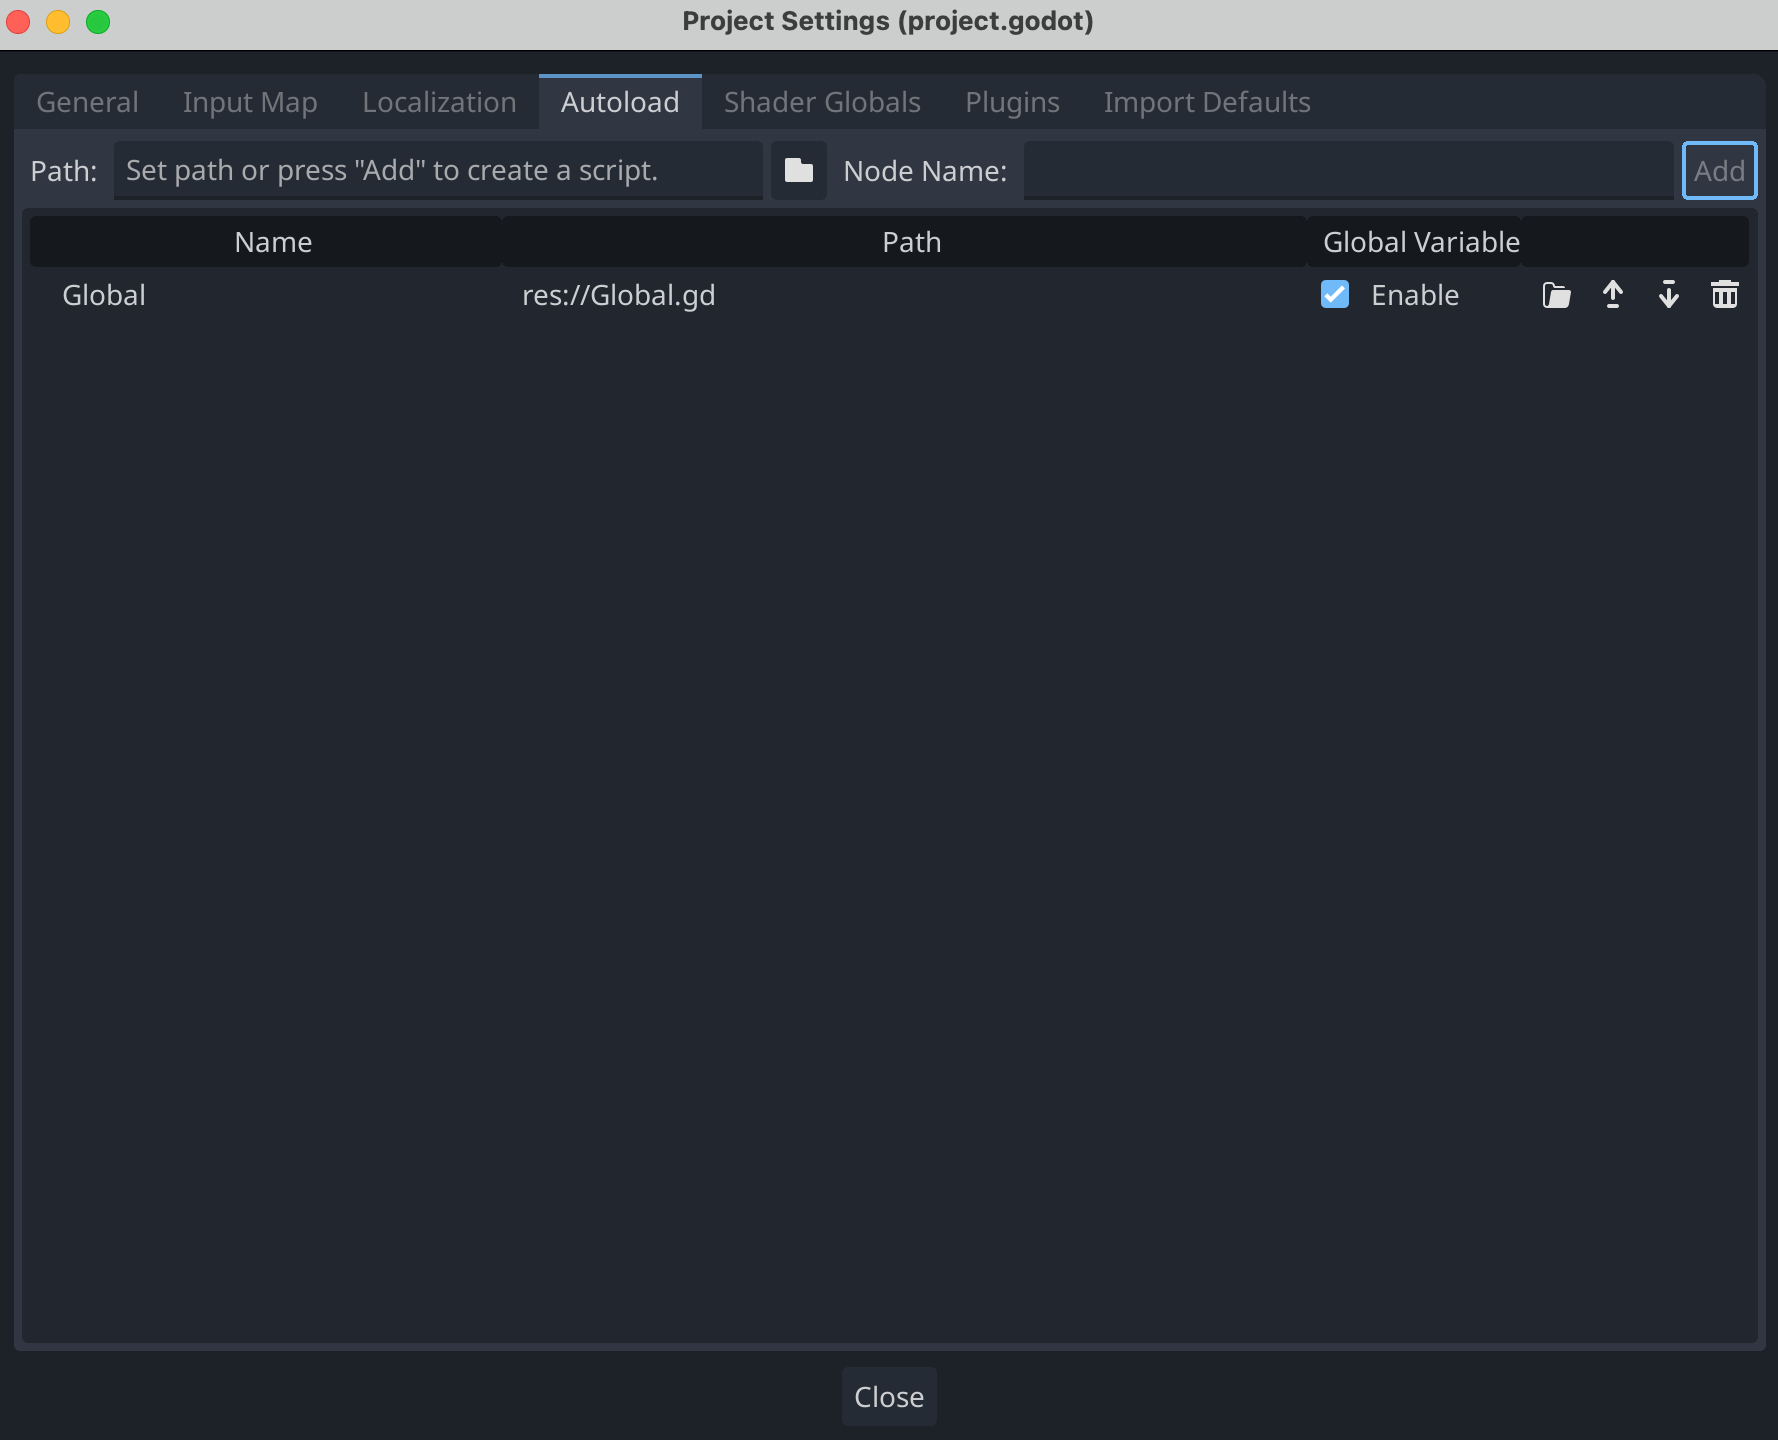 Project Settings (project.godot)
General Input Map Localization Autoload Shader Globals Plugins Import Defaults
Path: Set path or press "Add" to create a script. Node Name: Add
Name Path Global Variable
Global res://Global.gd Enable
Close